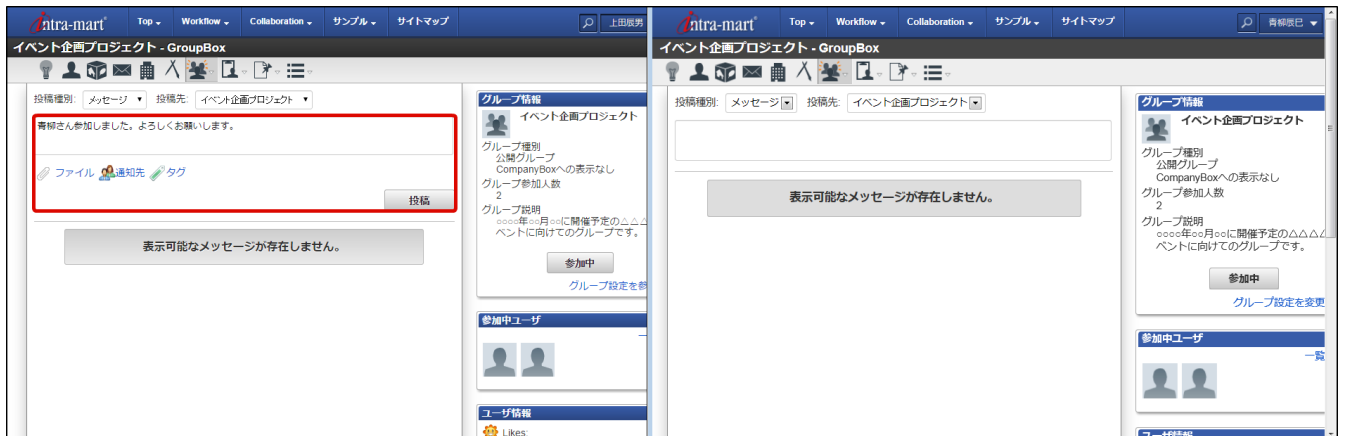 intra-mart Top Workflow Collaboration サンプル サイトマップ 上田辰男
イベント企画プロジェクト - GroupBox
投稿種別: メッセージ 投稿先: イベント企画プロジェクト
青柳さん参加しました。よろしくお願いします。
ファイル 通知先 タグ
投稿
表示可能なメッセージが存在しません。
グループ情報
イベント企画プロジェクト
グループ種別
公開グループ
CompanyBoxへの表示なし
グループ参加人数
2
グループ説明
○○○○年○○月○○に開催予定の△△△
ベントに向けてのグループです。
参加中
グループ設定を参
参加中ユーザ
一
ユーザ情報
Likes:
intra-mart Top Workflow Collaboration サンプル サイトマップ 青柳辰巳
イベント企画プロジェクト - GroupBox
投稿種別: メッセージ 投稿先: イベント企画プロジェクト
表示可能なメッセージが存在しません。
グループ情報
イベント企画プロジェクト
グループ種別
公開グループ
CompanyBoxへの表示なし
グループ参加人数
2
グループ説明
○○○○年○○月○○に開催予定の△△△△
ベントに向けてのグループです。
参加中
グループ設定を変更
参加中ユーザ
一覧
ユーザ情報